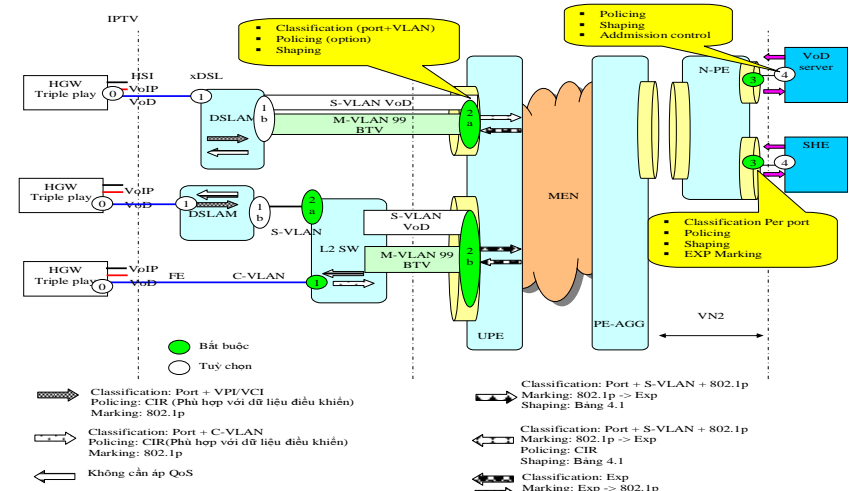 IPTV
Classification (port+VLAN)
Policing (option)
Shaping
Policing
Shaping
Addmission control
HGW
Triple play
0
HSI
VoIP
VoD
xDSL
1
DSLAM
1
b
S-VLAN VoD
M-VLAN 99
BTV
2
a
N-PE
3
4
VoD
server
HGW
Triple play
0
VoIP
VoD
1
DSLAM
1
b
S-VLAN
2
a
L2 SW
S-VLAN
VoD
M-VLAN 99
BTV
2
b
MEN
3
4
SHE
Classification Per port
Policing
Shaping
EXP Marking
HGW
Triple play
0
VoIP
VoD
FE
C-VLAN
1
UPE
PE-AGG
VN2
Bắt buộc
Tuỳ chọn
Classification: Port + VPI/VCI
Policing: CIR (Phù hợp với dữ liệu điều khiển)
Marking: 802.1p
Classification: Port + C-VLAN
Policing: CIR(Phù hợp với dữ liệu điều khiển)
Marking: 802.1p
Không cần áp QoS
Classification: Port + S-VLAN + 802.1p
Marking: 802.1p -> Exp
Shaping: Bảng 4.1
Classification: Port + S-VLAN + 802.1p
Marking: 802.1p -> Exp
Policing: CIR
Shaping: Bảng 4.1
Classification: Exp
Marking: Exp -> 802.1p